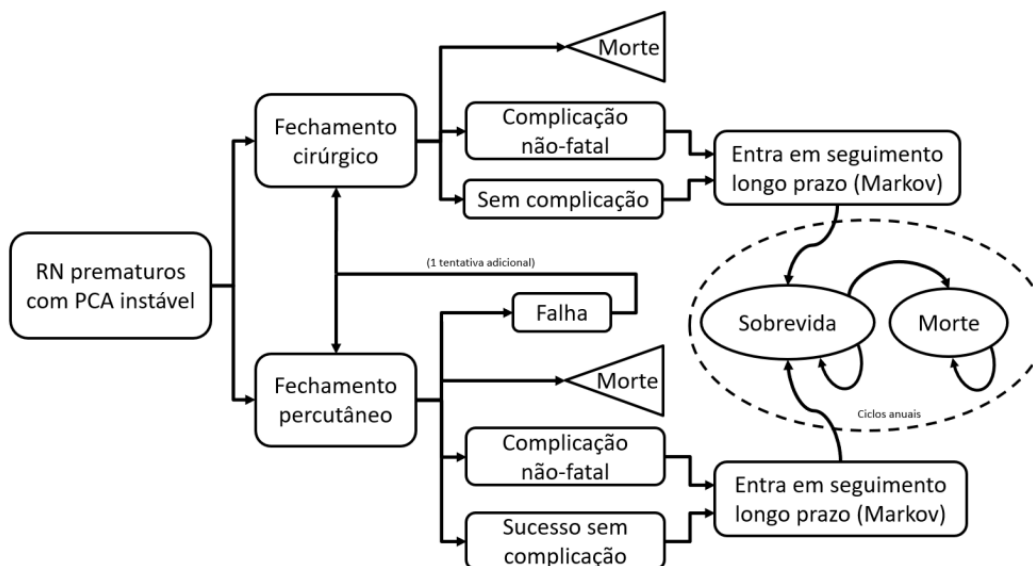 Morte
Fechamento
cirúrgico
Complicação
não-fatal
Sem complicação
Entra em seguimento
longo prazo (Markov)
RN prematuros
com PCA instável
(1 tentativa adicional)
Falha
Sobrevida
Morte
Ciclos anuais
Fechamento
percutâneo
Morte
Complicação
não-fatal
Sucesso sem
complicação
Entra em seguimento
longo prazo (Markov)